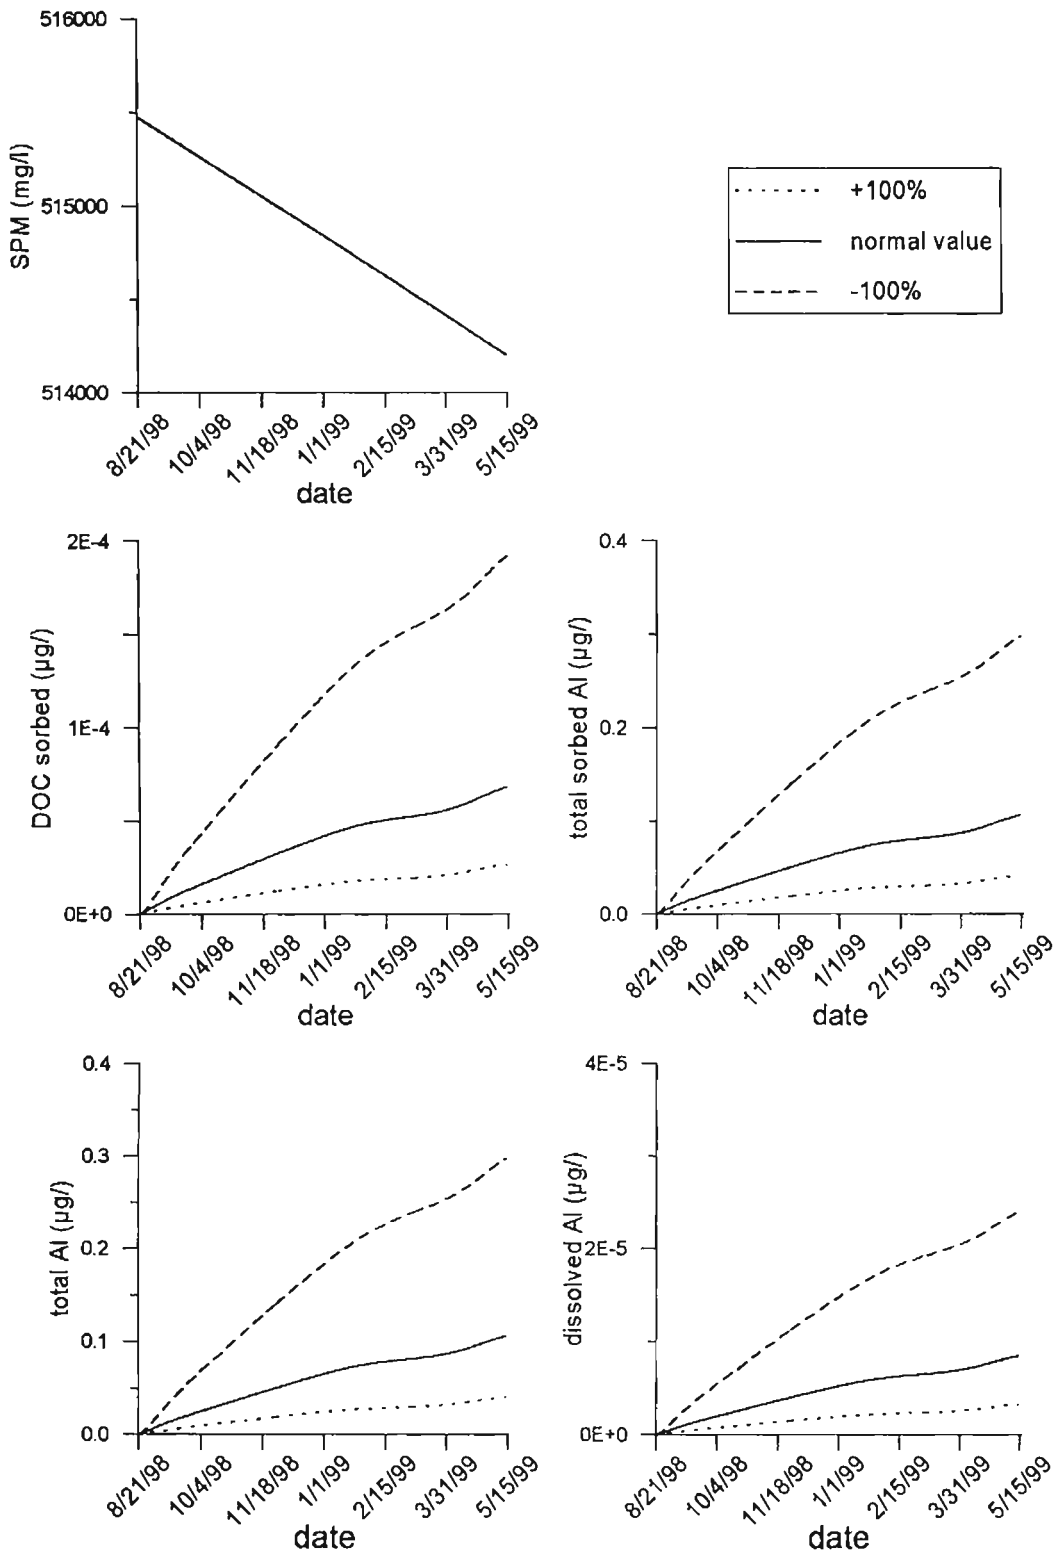 516000
515000
514000
SPM (mg/l)
8/21/98
10/4/98
11/18/98
1/1/99
2/15/99
3/31/99
5/15/99
date
+100%
normal value
-100%
2E-4
1E-4
0E+0
DOC sorbed (µg/)
8/21/98
10/4/98
11/18/98
1/1/99
2/15/99
3/31/99
5/15/99
date
0.4
0.2
0.0
total sorbed Al (µg/)
8/21/98
10/4/98
11/18/98
1/1/99
2/15/99
3/31/99
5/15/99
date
0.4
0.3
0.2
0.1
0.0
total Al (µg/)
8/21/98
10/4/98
11/18/98
1/1/99
2/15/99
3/31/99
5/15/99
date
4E-5
2E-5
0E+0
dissolved Al (µg/)
8/21/98
10/4/98
11/18/98
1/1/99
2/15/99
3/31/99
5/15/99
date